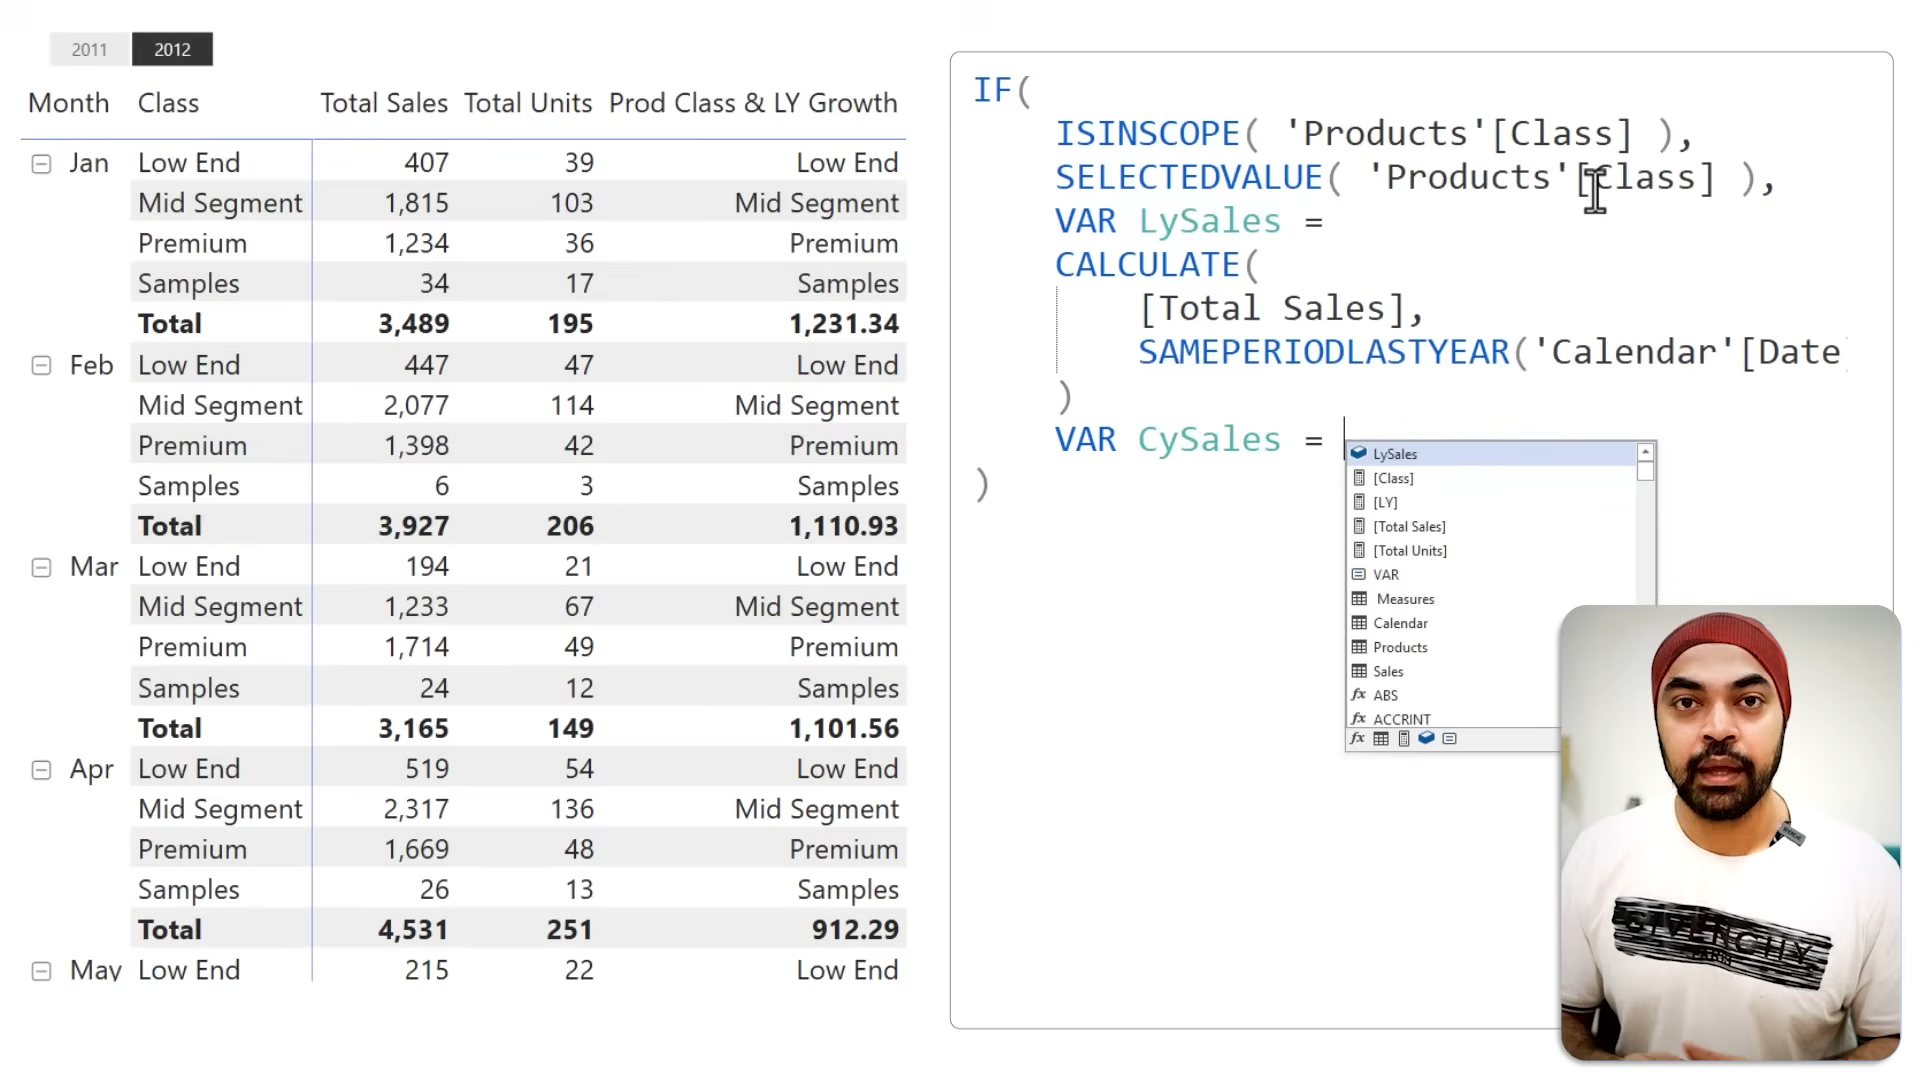 2011 2012
Month Class Total Sales Total Units Prod Class & LY Growth
Jan Low End 407 39 Low End
Mid Segment 1,815 103 Mid Segment
Premium 1,234 36 Premium
Samples 34 17 Samples
Total 3,489 195 1,231.34
Feb Low End 447 47 Low End
Mid Segment 2,077 114 Mid Segment
Premium 1,398 42 Premium
Samples 6 3 Samples
Total 3,927 206 1,110.93
Mar Low End 194 21 Low End
Mid Segment 1,233 67 Mid Segment
Premium 1,714 49 Premium
Samples 24 12 Samples
Total 3,165 149 1,101.56
Apr Low End 519 54 Low End
Mid Segment 2,317 136 Mid Segment
Premium 1,669 48 Premium
Samples 26 13 Samples
Total 4,531 251 912.29
May Low End 215 22 Low End
IF(
ISINSCOPE( 'Products'[Class] ),
SELECTEDVALUE( 'Products'[Class] ),
VAR LySales =
CALCULATE(
[Total Sales],
SAMEPERIODLASTYEAR('Calendar'[Date
)
VAR CySales =
)
LySales
[Class]
[LY]
[Total Sales]
[Total Units]
VAR
Measures
Calendar
Products
Sales
fx ABS
fx ACCRINT
fx
GIVENCHY
PARIS